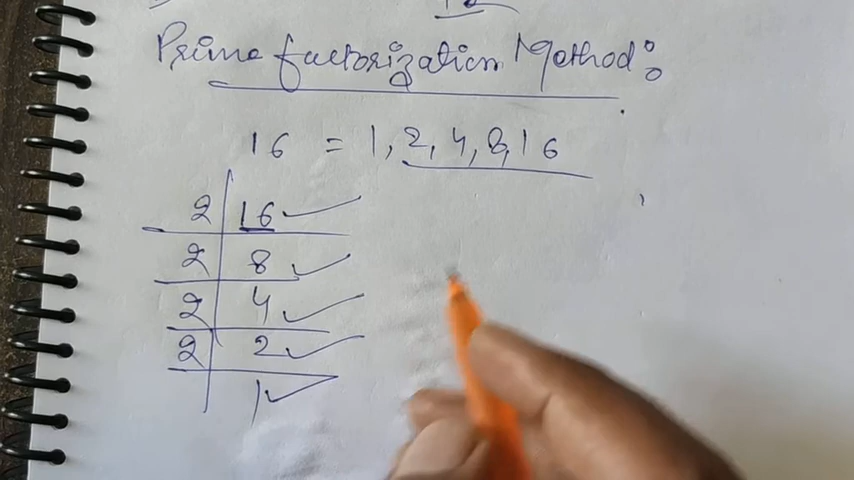 Prime factorization Method:
16 = 1, 2, 4, 8, 16
2 16
2 8
2 4
2 2
1